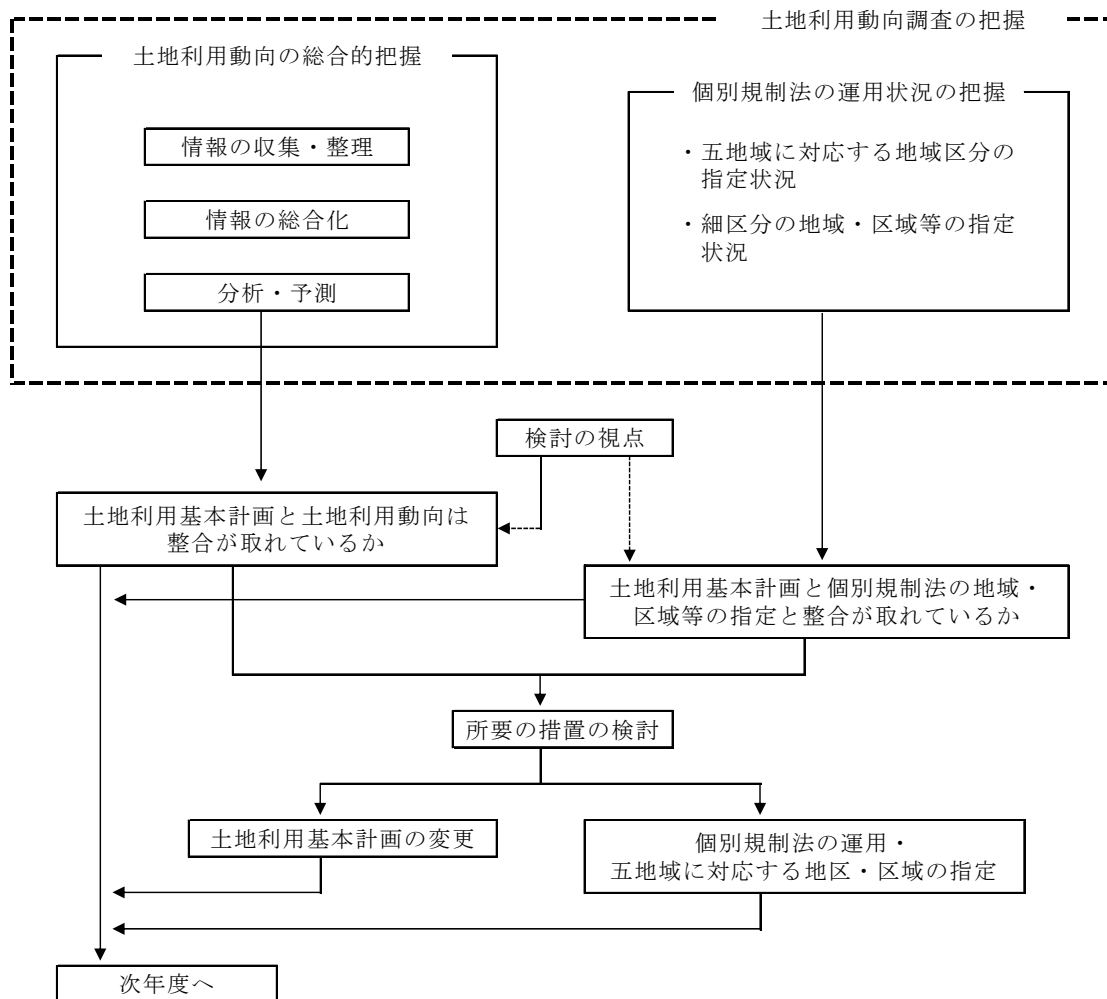 土地利用動向調査の把握
土地利用動向の総合的把握
情報の収集・整理
情報の総合化
分析・予測
個別規制法の運用状況の把握
・五地域に対応する地域区分の
指定状況
・細区分の地域・区域等の指定
状況
検討の視点
土地利用基本計画と土地利用動向は
整合が取れているか
土地利用基本計画と個別規制法の地域・
区域等の指定と整合が取れているか
所要の措置の検討
土地利用基本計画の変更
個別規制法の運用・
五地域に対応する地区・区域の指定
次年度へ